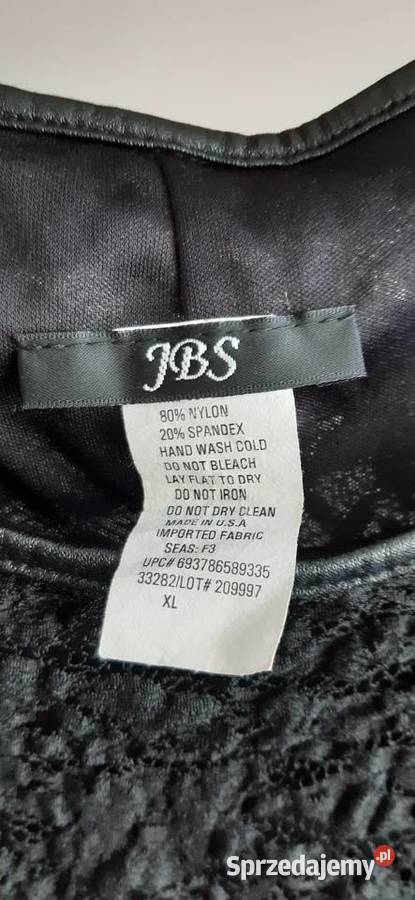 JBS
80% NYLON
20% SPANDEX
HAND WASH COLD
DO NOT BLEACH
LAY FLAT TO DRY
DO NOT IRON
DO NOT DRY CLEAN
MADE IN U.S.A
IMPORTED FABRIC
SEAS: F3
UPC# 693786589335
33282/LOT# 209997
XL
Sprzedajemy.pl